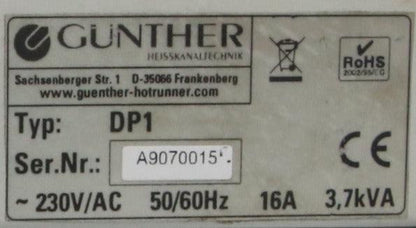 GÜNTHER
HEISSKANALTECHNIK
Sachsenberger Str. 1 D-35066 Frankenberg
www.guenther-hotrunner.com
RoHS
2002/95/EC
Typ: DP1
Ser.Nr.: A9070015
CE
~ 230V/AC 50/60Hz 16A 3,7kVA